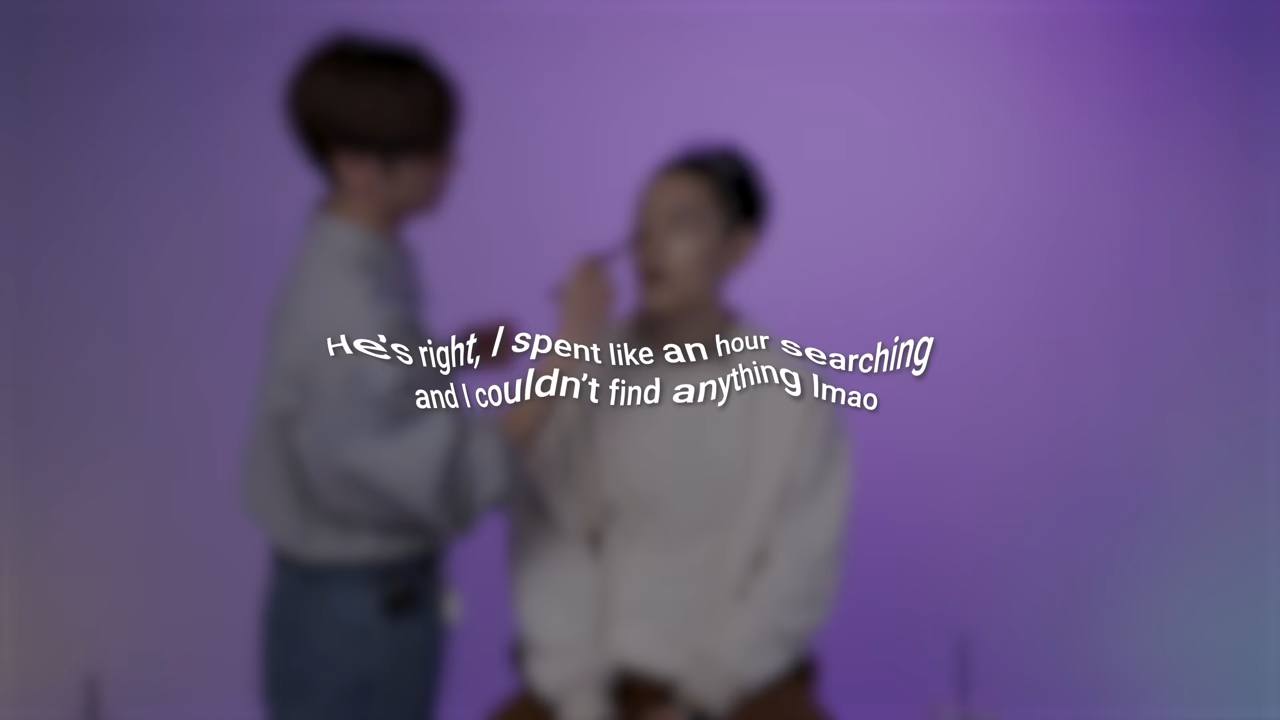 He's right, I spent like an hour searching
and I couldn't find anything lmao